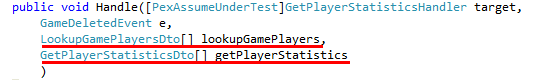 public void Handle([PexAssumeUnderTest]GetPlayerStatisticsHandler target,
GameDeletedEvent e,
LookupGamePlayersDto[] lookupGamePlayers,
GetPlayerStatisticsDto[] getPlayerStatistics
)